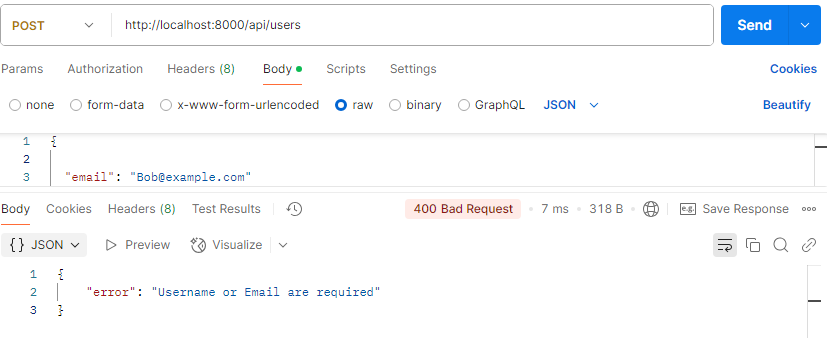 POST http://localhost:8000/api/users Send
Params Authorization Headers (8) Body Scripts Settings Cookies
none form-data x-www-form-urlencoded raw binary GraphQL JSON Beautify
1 {
2
3 "email": "Bob@example.com"
Body Cookies Headers (8) Test Results 400 Bad Request • 7 ms • 318 B • e.g. Save Response
{} JSON Preview Visualize
1 {
2 "error": "Username or Email are required"
3 }